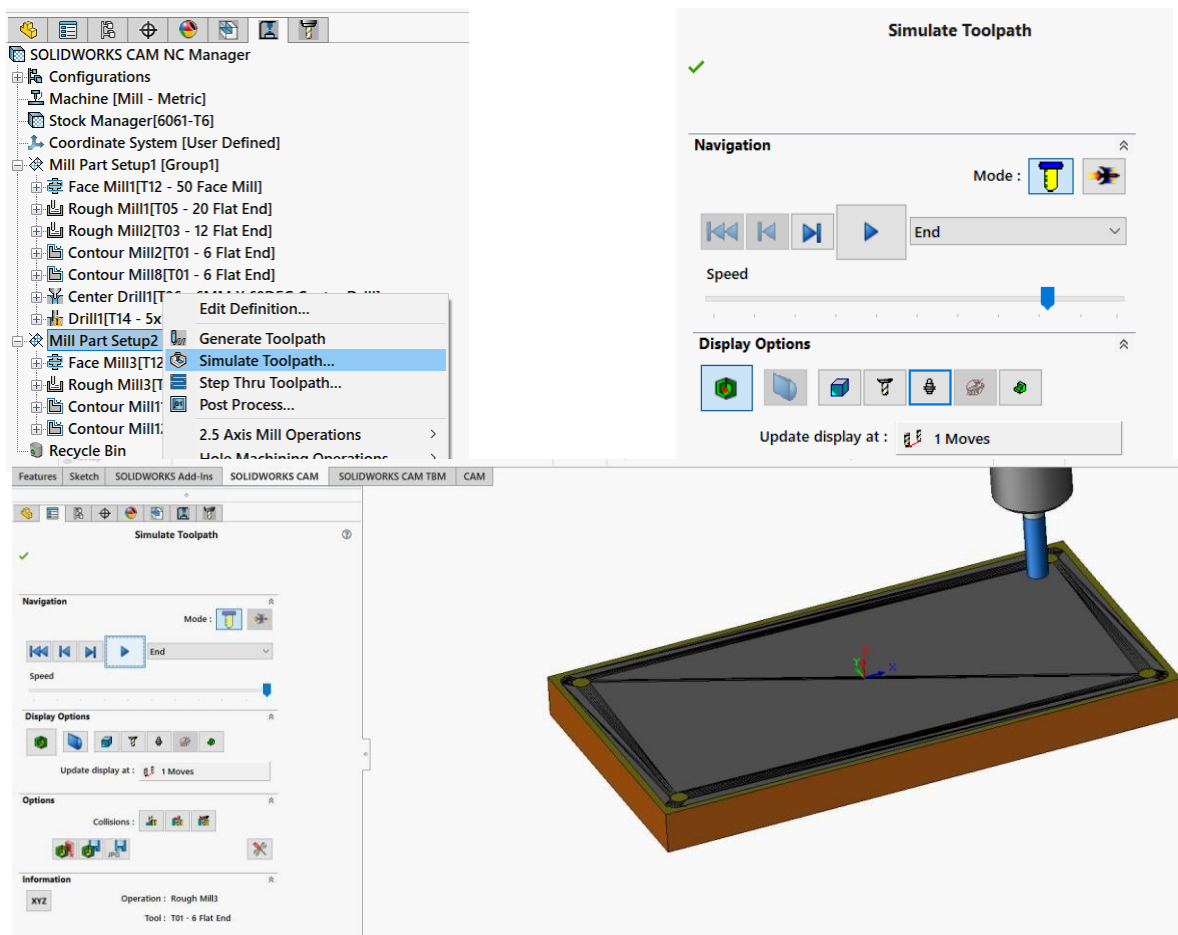 SOLIDWORKS CAM NC Manager
Configurations
Machine [Mill - Metric]
Stock Manager[6061-T6]
Coordinate System [User Defined]
Mill Part Setup1 [Group1]
Face Mill1[T12 - 50 Face Mill]
Rough Mill1[T05 - 20 Flat End]
Rough Mill2[T03 - 12 Flat End]
Contour Mill2[T01 - 6 Flat End]
Contour Mill8[T01 - 6 Flat End]
Center Drill1[T06 - 6MM X 60DEG Center Drill]
Drill1[T14 - 5x
Mill Part Setup2
Face Mill3[T12
Rough Mill3[T
Contour Mill1
Contour Mill12
Recycle Bin
Edit Definition...
Generate Toolpath
Simulate Toolpath...
Step Thru Toolpath...
Post Process...
2.5 Axis Mill Operations
Hole Machining Operations
Simulate Toolpath
Navigation
Mode :
End
Speed
Display Options
Update display at : 1 Moves
Features Sketch SOLIDWORKS Add-Ins SOLIDWORKS CAM SOLIDWORKS CAM TBM CAM
Simulate Toolpath
Navigation
Mode :
End
Speed
Display Options
Update display at : 1 Moves
Options
Collisions :
JPG
Information
XYZ
Operation : Rough Mill3
Tool : T01 - 6 Flat End
Z
Y
X